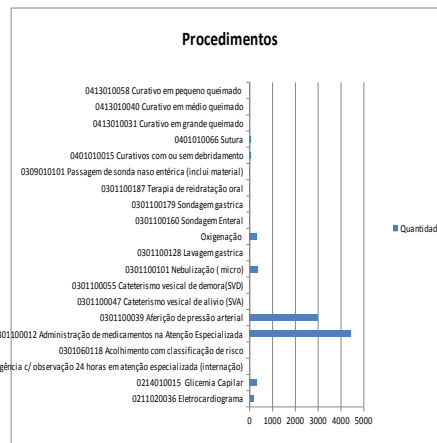 Procedimentos
0413010058 Curativo em pequeno queimado
0413010040 Curativo em médio queimado
0413010031 Curativo em grande queimado
0401010066 Sutura
0401010015 Curativos com ou sem debridamento
0309010101 Passagem de sonda naso entérica (inclui material)
0301100187 Terapia de reidratação oral
0301100179 Sondagem gastrica
0301100160 Sondagem Enteral
Oxigenação
0301100128 Lavagem gastrica
0301100101 Nebulização ( micro)
0301100055 Cateterismo vesical de demora(SVD)
0301100047 Cateterismo vesical de alivio (SVA)
0301100039 Aferição de pressão arterial
0301100012 Administração de medicamentos na Atenção Especializada
0301060118 Acolhimento com classificação de risco
gência c/ observação 24 horas em atenção especializada (internação)
0214010015 Glicemia Capilar
0211020036 Eletrocardiograma
0 1000 2000 3000 4000 5000
Quantidad